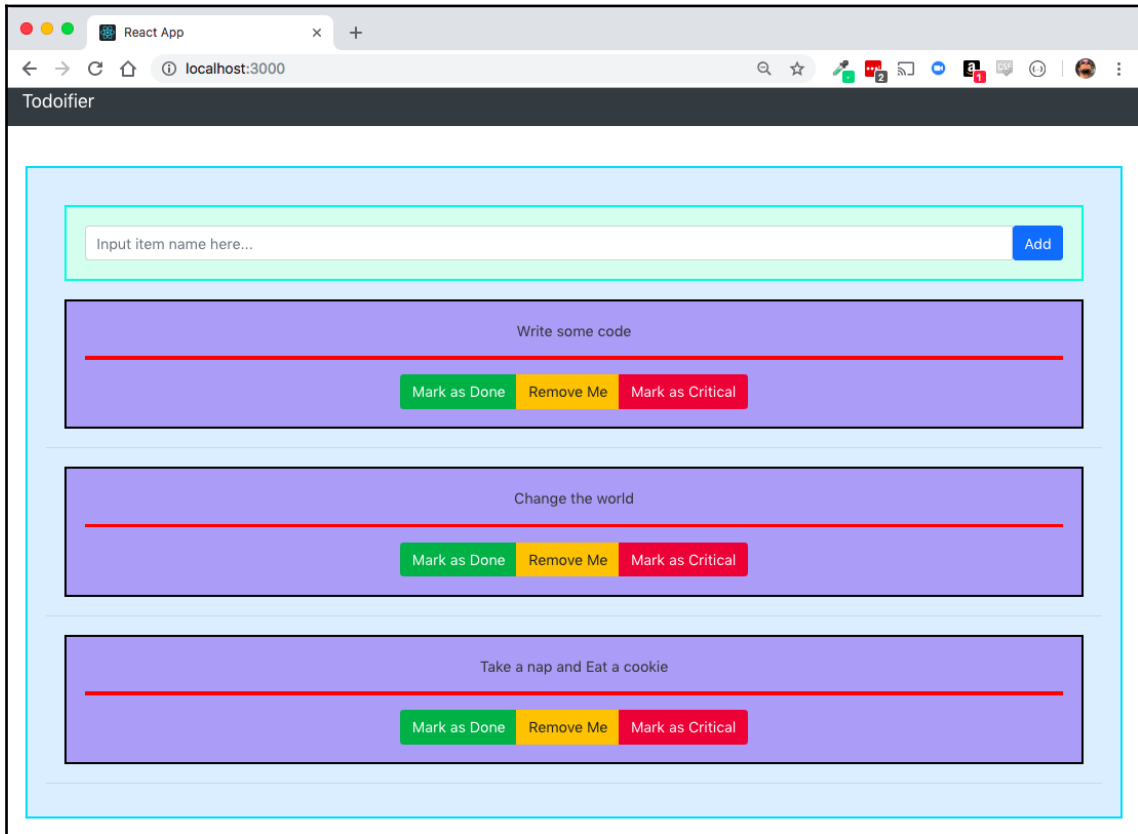 React App
localhost:3000
2
1
Todoifier
Input item name here...
Add
Write some code
Mark as Done Remove Me Mark as Critical
Change the world
Mark as Done Remove Me Mark as Critical
Take a nap and Eat a cookie
Mark as Done Remove Me Mark as Critical